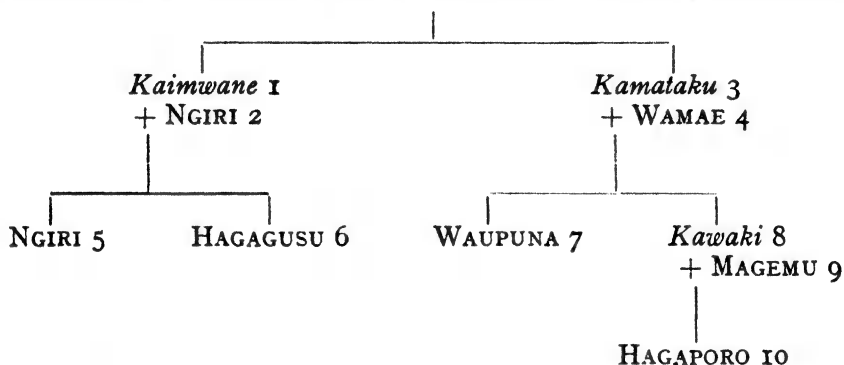 Kaimwane 1 Kamataku 3
+ NGIRI 2 + WAMAE 4
NGIRI 5 HAGAGUSU 6 WAUPUNA 7 Kawaki 8
+ MAGEMU 9
HAGAPORO 10